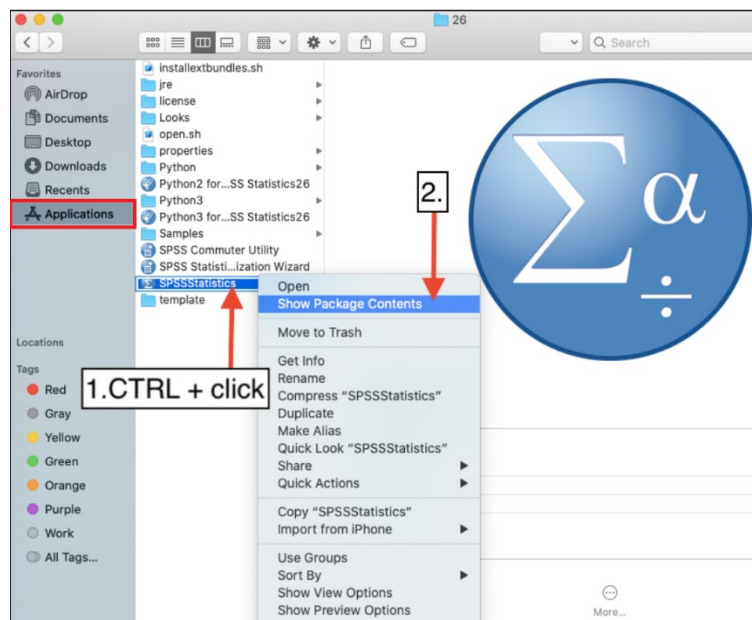 26
Search
Favorites
AirDrop
Documents
Desktop
Downloads
Recents
Applications
Locations
Tags
Red
Gray
Yellow
Green
Orange
Purple
Work
All Tags...
installextbundles.sh
jre
license
Looks
open.sh
properties
Python
Python2 for...SS Statistics26
Python3
Python3 for...SS Statistics26
Samples
SPSS Commuter Utility
SPSS Statisti...ization Wizard
SPSSStatistics
template
1.CTRL + click
2.
Open
Show Package Contents
Move to Trash
Get Info
Rename
Compress “SPSSStatistics”
Duplicate
Make Alias
Quick Look “SPSSStatistics”
Share
Quick Actions
Copy “SPSSStatistics”
Import from iPhone
Use Groups
Sort By
Show View Options
Show Preview Options
Σ α
÷
More...